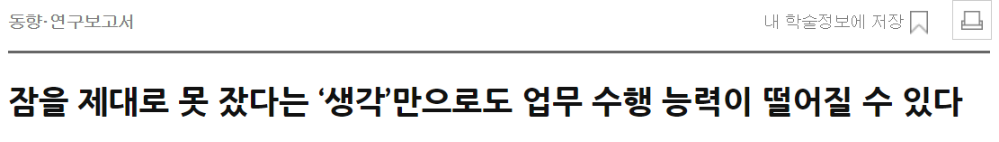 동향·연구보고서
내 학술정보에 저장
잠을 제대로 못 잤다는 ‘생각’만으로도 업무 수행 능력이 떨어질 수 있다